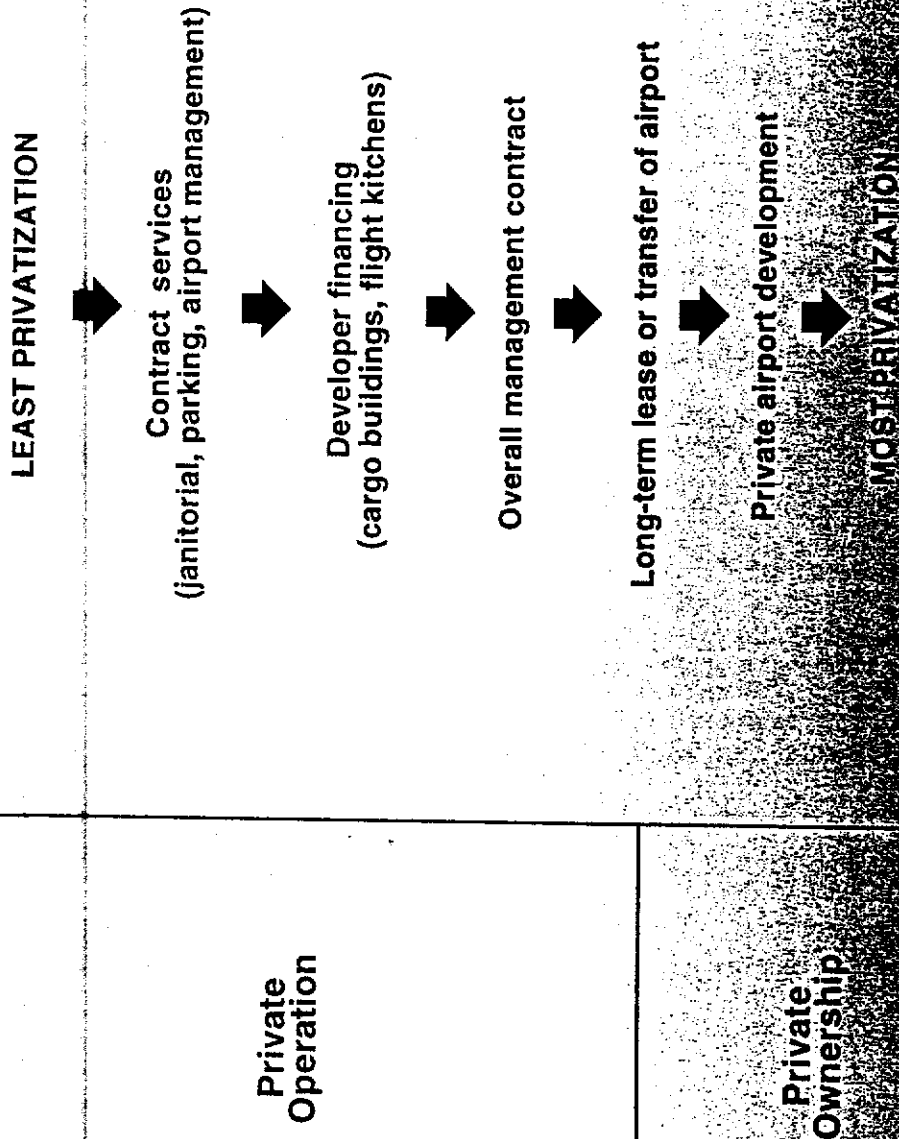 LEAST PRIVATIZATION
Contract services
(janitorial, parking, airport management)
Developer financing
(cargo buildings, flight kitchens)
Overall management contract
Long-term lease or transfer of airport
Private airport development
MOST PRIVATIZATION
Private
Operation
Private
Ownership